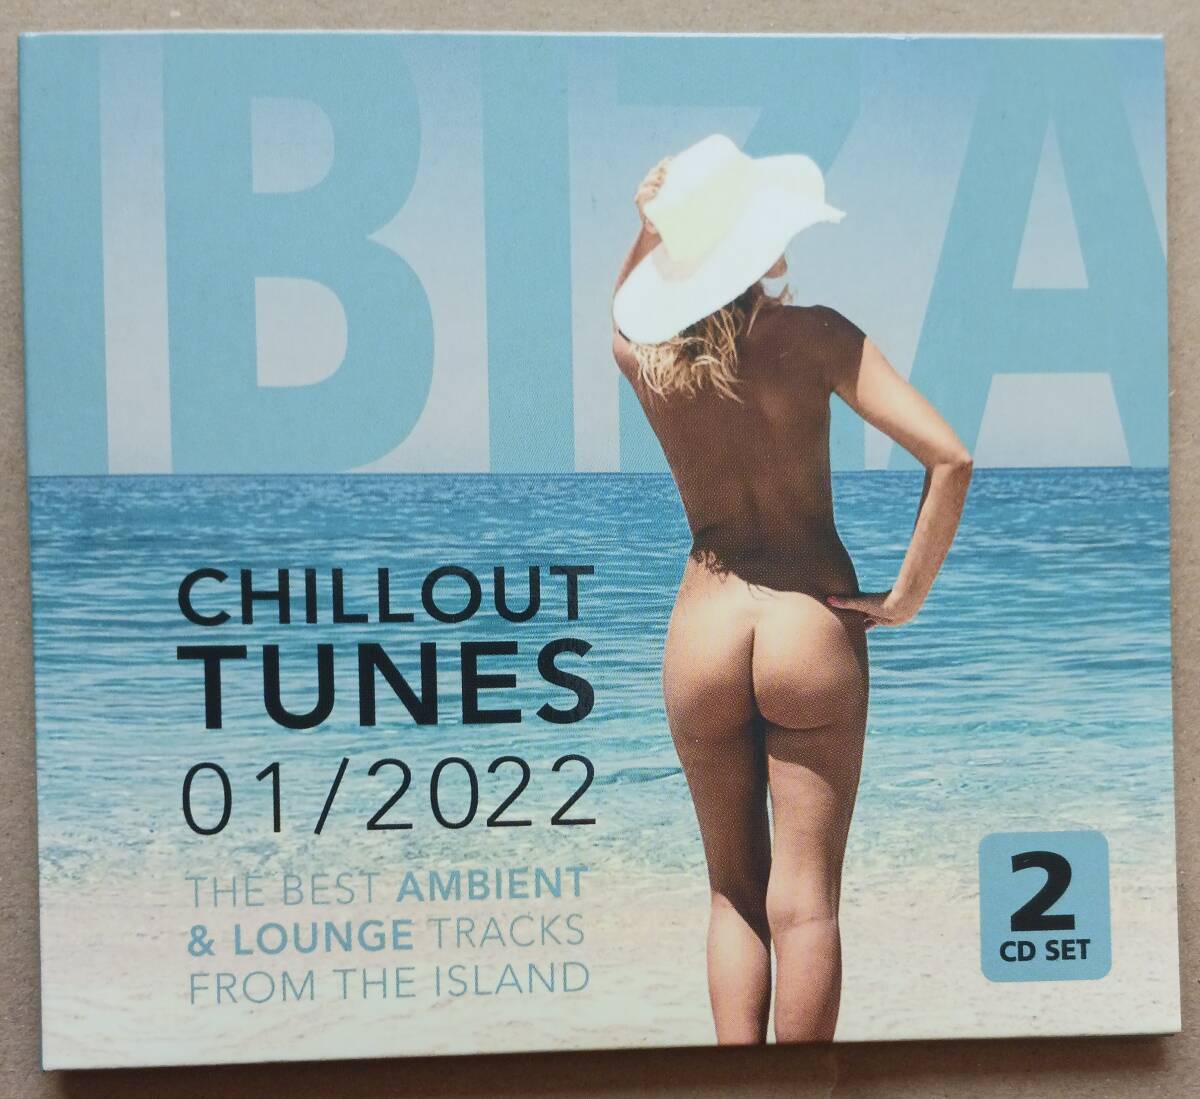 IBIZA
CHILLOUT
TUNES
01/2022
THE BEST AMBIENT
& LOUNGE TRACKS
FROM THE ISLAND
2
CD SET